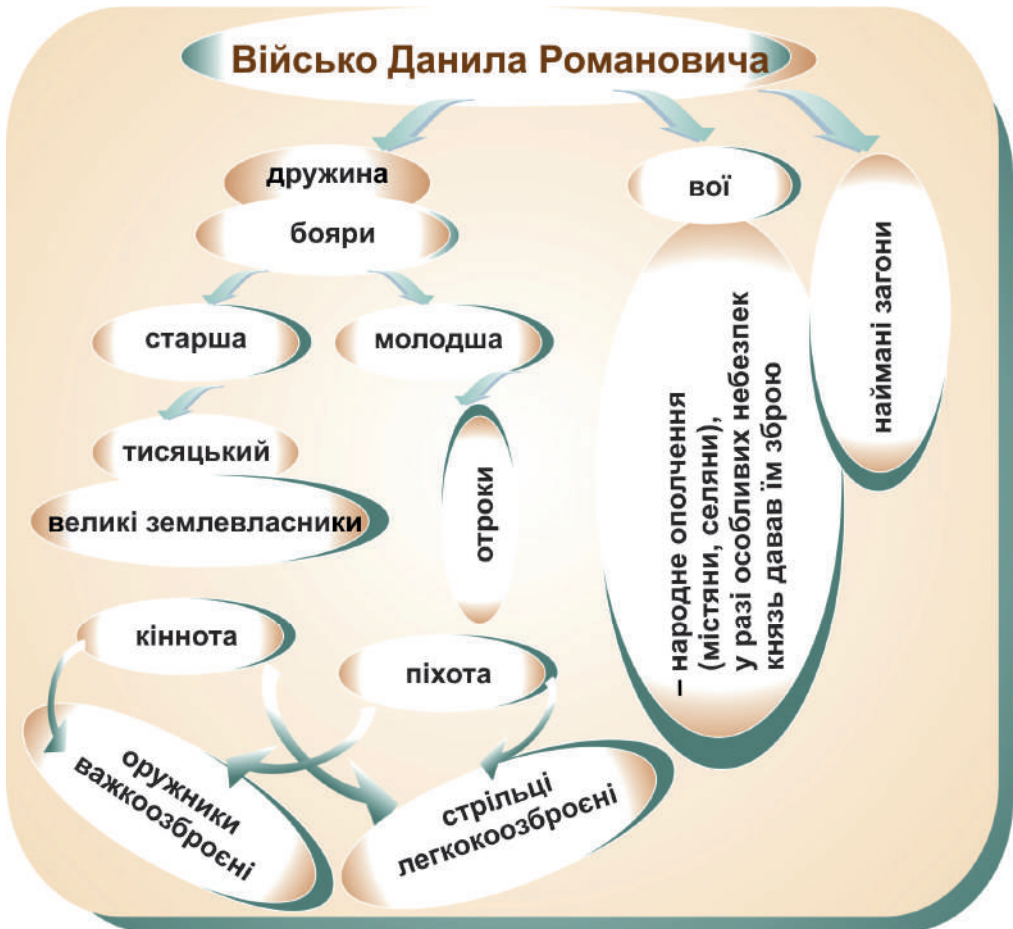 Військо Данила Романовича
дружина
бояри
вої
наймані загони
старша
молодша
тисяцький
великі землевласники
отроки
– народне ополчення
(містяни, селяни),
у разі особливих небезпек
князь давав їм зброю
кіннота
піхота
оружники
важкоозброєні
стрільці
легкокоозброєні